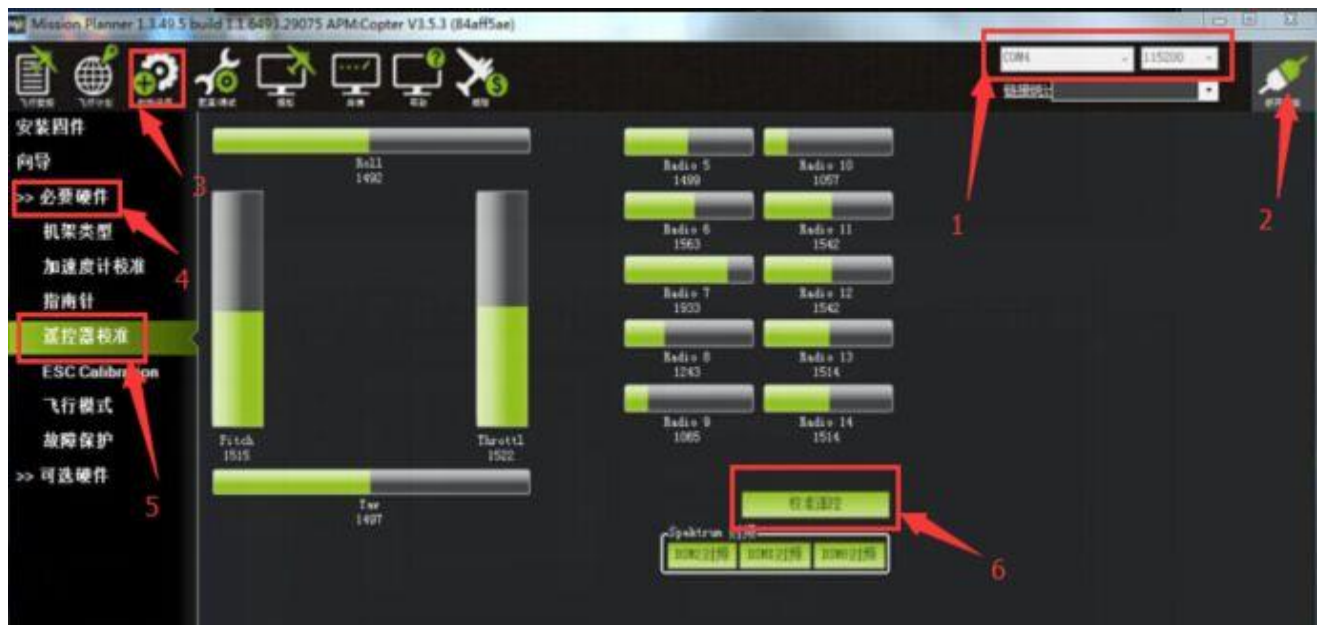 Mission Planner 1.3.49.5 build 1.1.6493.29075 APM:Copter V3.5.3 (84aff5ae)
COM4
115200
1
2
3
安装固件
向导
>> 必要硬件
4
机架类型
加速度计校准
指南针
遥控器校准
ESC Calibration
5
飞行模式
故障保护
>> 可选硬件
Roll
1492
Pitch
1515
Throttl
1522
Yaw
1497
Radio 5
1499
Radio 10
1057
Radio 6
1563
Radio 11
1542
Radio 7
1933
Radio 12
1542
Radio 8
1243
Radio 13
1514
Radio 9
1065
Radio 14
1514
校准遥控
6
Spektrum